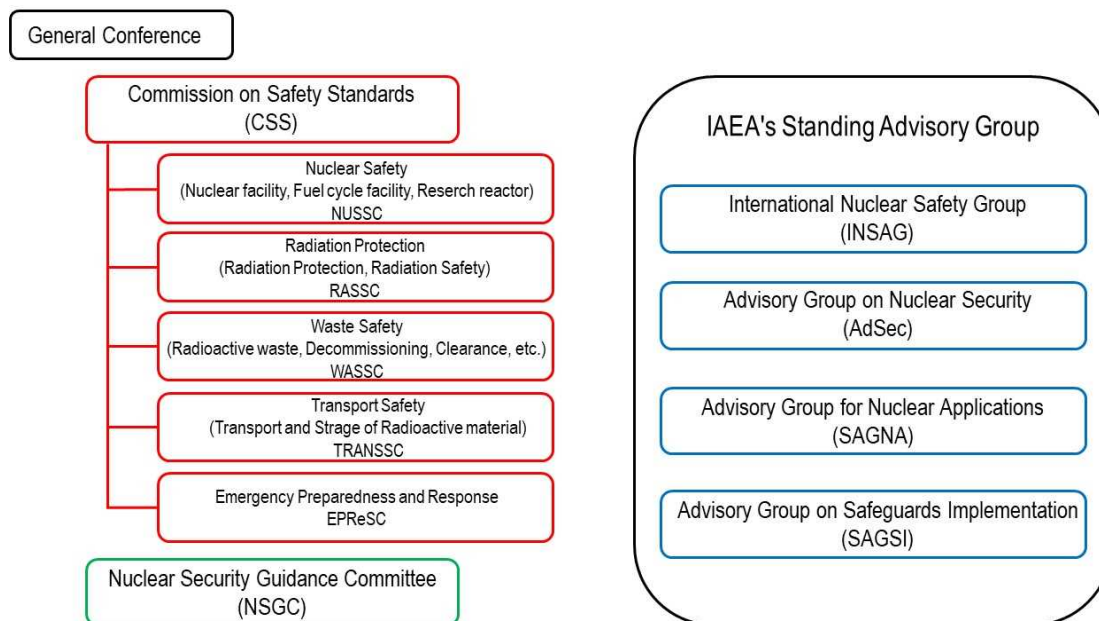 General Conference
Commission on Safety Standards
(CSS)
Nuclear Safety
(Nuclear facility, Fuel cycle facility, Reserch reactor)
NUSSC
Radiation Protection
(Radiation Protection, Radiation Safety)
RASSC
Waste Safety
(Radioactive waste, Decommissioning, Clearance, etc.)
WASSC
Transport Safety
(Transport and Strage of Radioactive material)
TRANSSC
Emergency Preparedness and Response
EPReSC
Nuclear Security Guidance Committee
(NSGC)
IAEA's Standing Advisory Group
International Nuclear Safety Group
(INSAG)
Advisory Group on Nuclear Security
(AdSec)
Advisory Group for Nuclear Applications
(SAGNA)
Advisory Group on Safeguards Implementation
(SAGSI)